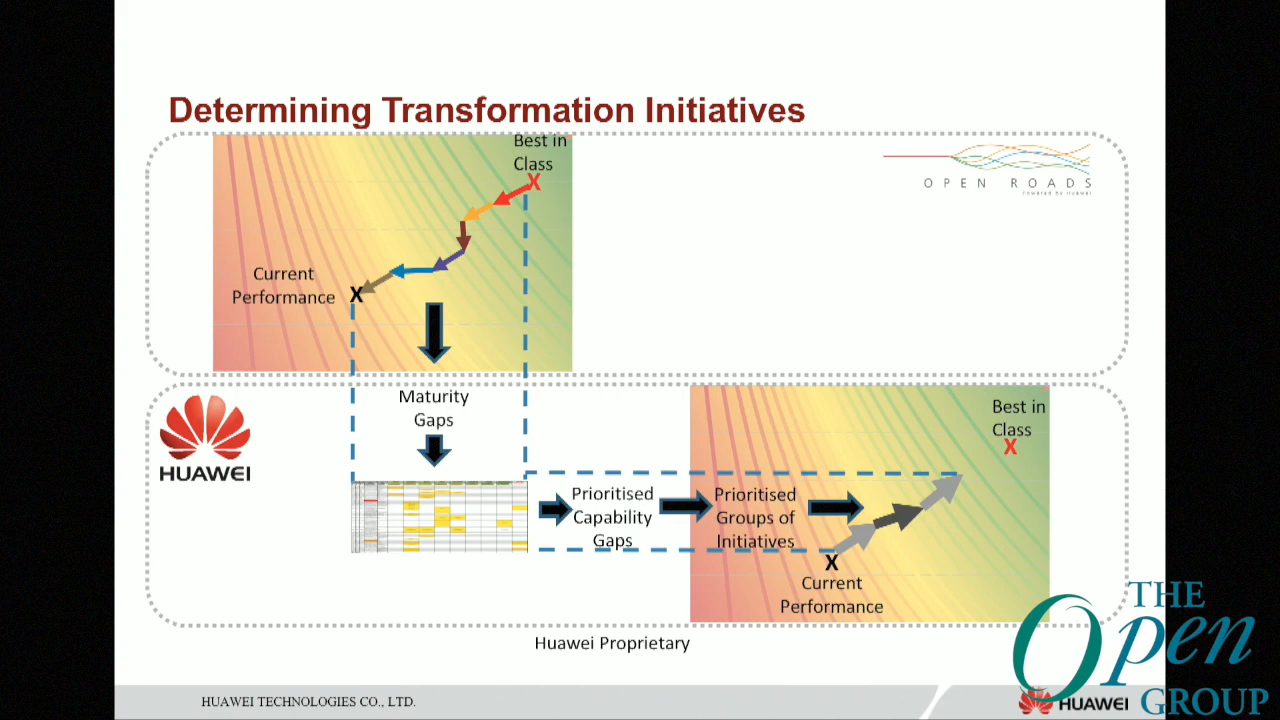 Determining Transformation Initiatives
Best in
Class
X
OPEN ROADS
Powered by Huawei
Current
Performance
X
Maturity
Gaps
HUAWEI
Best in
Class
X
Prioritised
Capability
Gaps
Prioritised
Groups of
Initiatives
X
Current
Performance
Huawei Proprietary
HUAWEI TECHNOLOGIES CO., LTD.
HUAWEI
THE
Open
GROUP